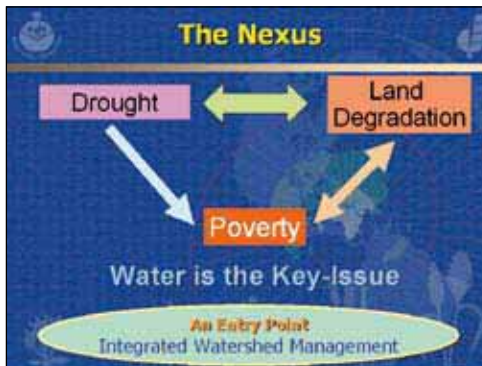 The Nexus
Drought
Land
Degradation
Poverty
Water is the Key-Issue
An Entry Point
Integrated Watershed Management